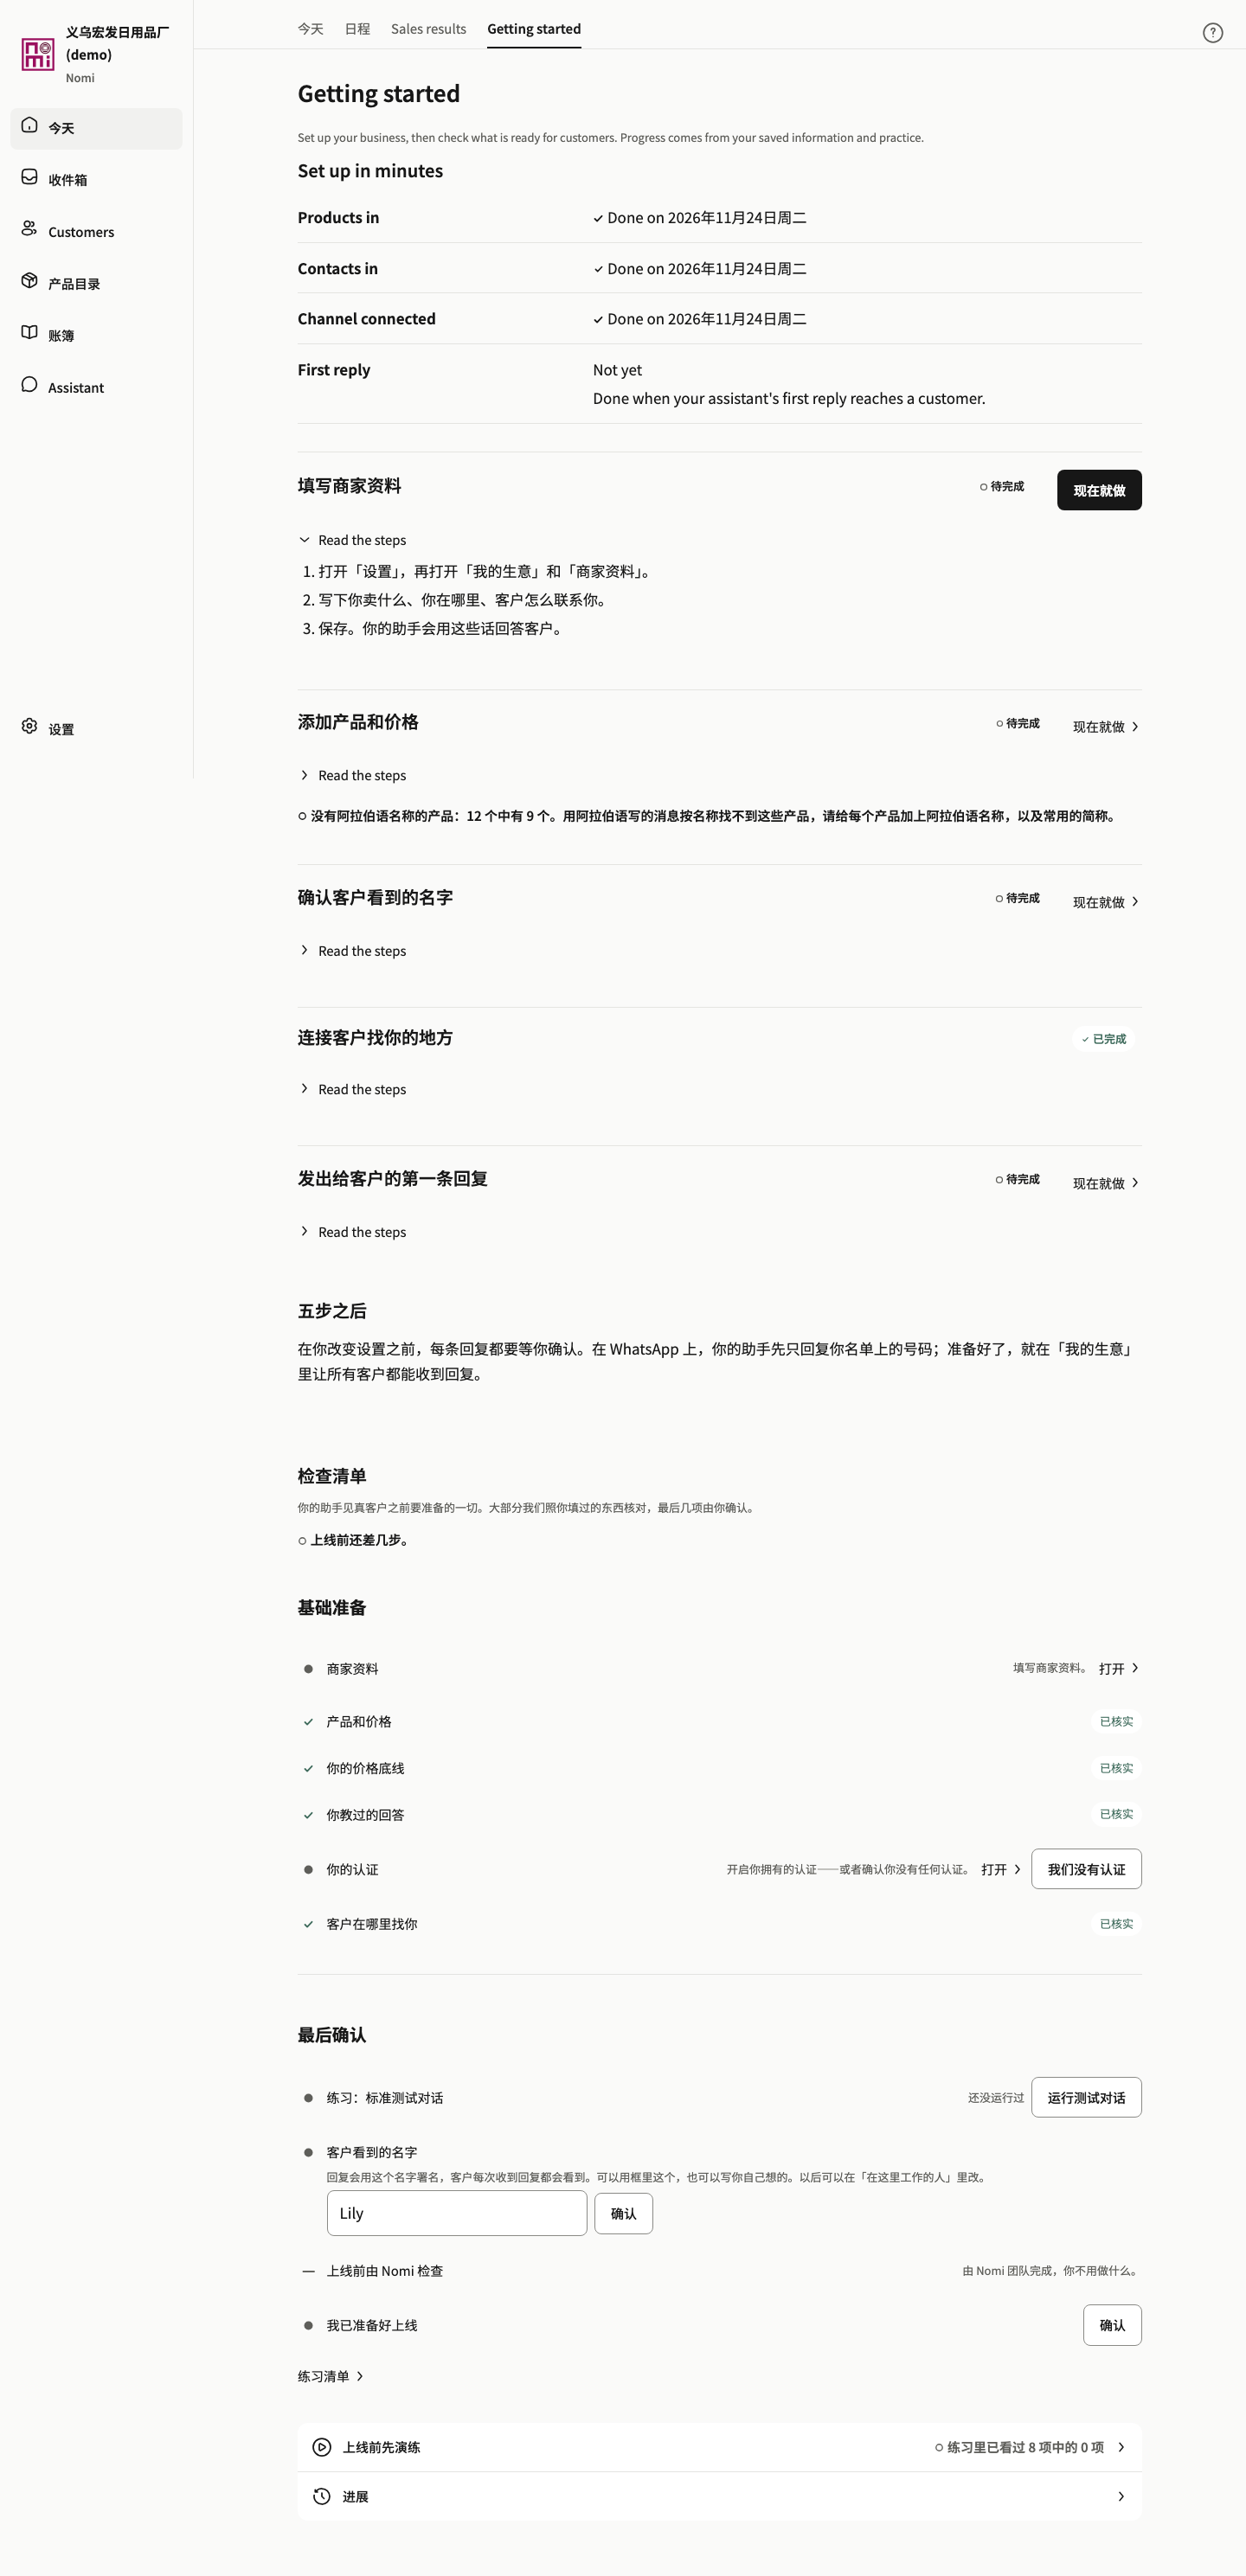 义乌宏发日用品厂
(demo)
Nomi
今天
收件箱
Customers
产品目录
账簿
Assistant
设置
今天 日程 Sales results Getting started
Getting started
Set up your business, then check what is ready for customers. Progress comes from your saved information and practice.
Set up in minutes
Products in ✓ Done on 2026年11月24日周二
Contacts in ✓ Done on 2026年11月24日周二
Channel connected ✓ Done on 2026年11月24日周二
First reply Not yet
Done when your assistant's first reply reaches a customer.
填写商家资料 待完成 现在就做
Read the steps
1. 打开「设置」，再打开「我的生意」和「商家资料」。
2. 写下你卖什么、你在哪里、客户怎么联系你。
3. 保存。你的助手会用这些话回答客户。
添加产品和价格 待完成 现在就做
Read the steps
没有阿拉伯语名称的产品：12 个中有 9 个。用阿拉伯语写的消息按名称找不到这些产品，请给每个产品加上阿拉伯语名称，以及常用的简称。
确认客户看到的名字 待完成 现在就做
Read the steps
连接客户找你的地方 ✓ 已完成
Read the steps
发出给客户的第一条回复 待完成 现在就做
Read the steps
五步之后
在你改变设置之前，每条回复都要等你确认。在 WhatsApp 上，你的助手先只回复你名单上的号码；准备好了，就在「我的生意」
里让所有客户都能收到回复。
检查清单
你的助手见真客户之前要准备的一切。大部分我们照你填过的东西核对，最后几项由你确认。
上线前还差几步。
基础准备
商家资料 填写商家资料。 打开
产品和价格 已核实
你的价格底线 已核实
你教过的回答 已核实
你的认证 开启你拥有的认证——或者确认你没有任何认证。 打开 我们没有认证
客户在哪里找你 已核实
最后确认
练习：标准测试对话 还没运行过 运行测试对话
客户看到的名字
回复会用这个名字署名，客户每次收到回复都会看到。可以用框里这个，也可以写你自己想的。以后可以在「在这里工作的人」里改。
Lily 确认
上线前由 Nomi 检查 由 Nomi 团队完成，你不用做什么。
我已准备好上线 确认
练习清单
上线前先演练 练习里已看过 8 项中的 0 项
进展